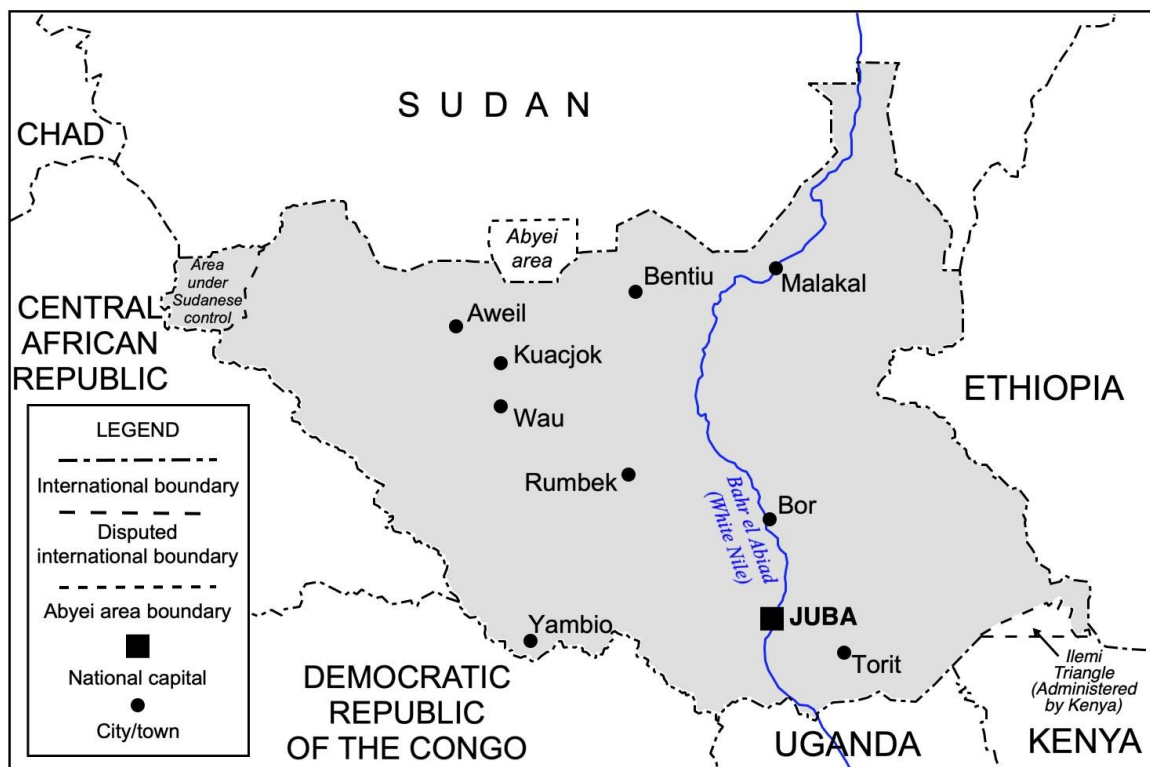 S U D A N
CHAD
Abyei
area
Area
under
Sudanese
control
Bentiu
Malakal
CENTRAL
AFRICAN
REPUBLIC
Aweil
Kuacjok
ETHIOPIA
Wau
Rumbek
Bor
Bahr el Abiad
(White Nile)
JUBA
Yambio
Torit
Ilemi
Triangle
(Administered
by Kenya)
DEMOCRATIC
REPUBLIC
OF THE CONGO
UGANDA
KENYA
LEGEND
International boundary
Disputed
international boundary
Abyei area boundary
National capital
City/town